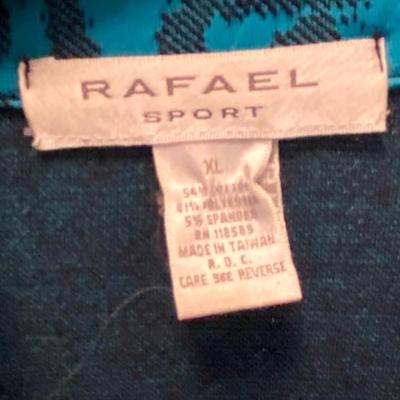 RAFAEL
SPORT
XL
54%
41% POLYESTER
5% SPANDEX
RN 118589
MADE IN TAIWAN
R.O.C.
CARE SEE REVERSE